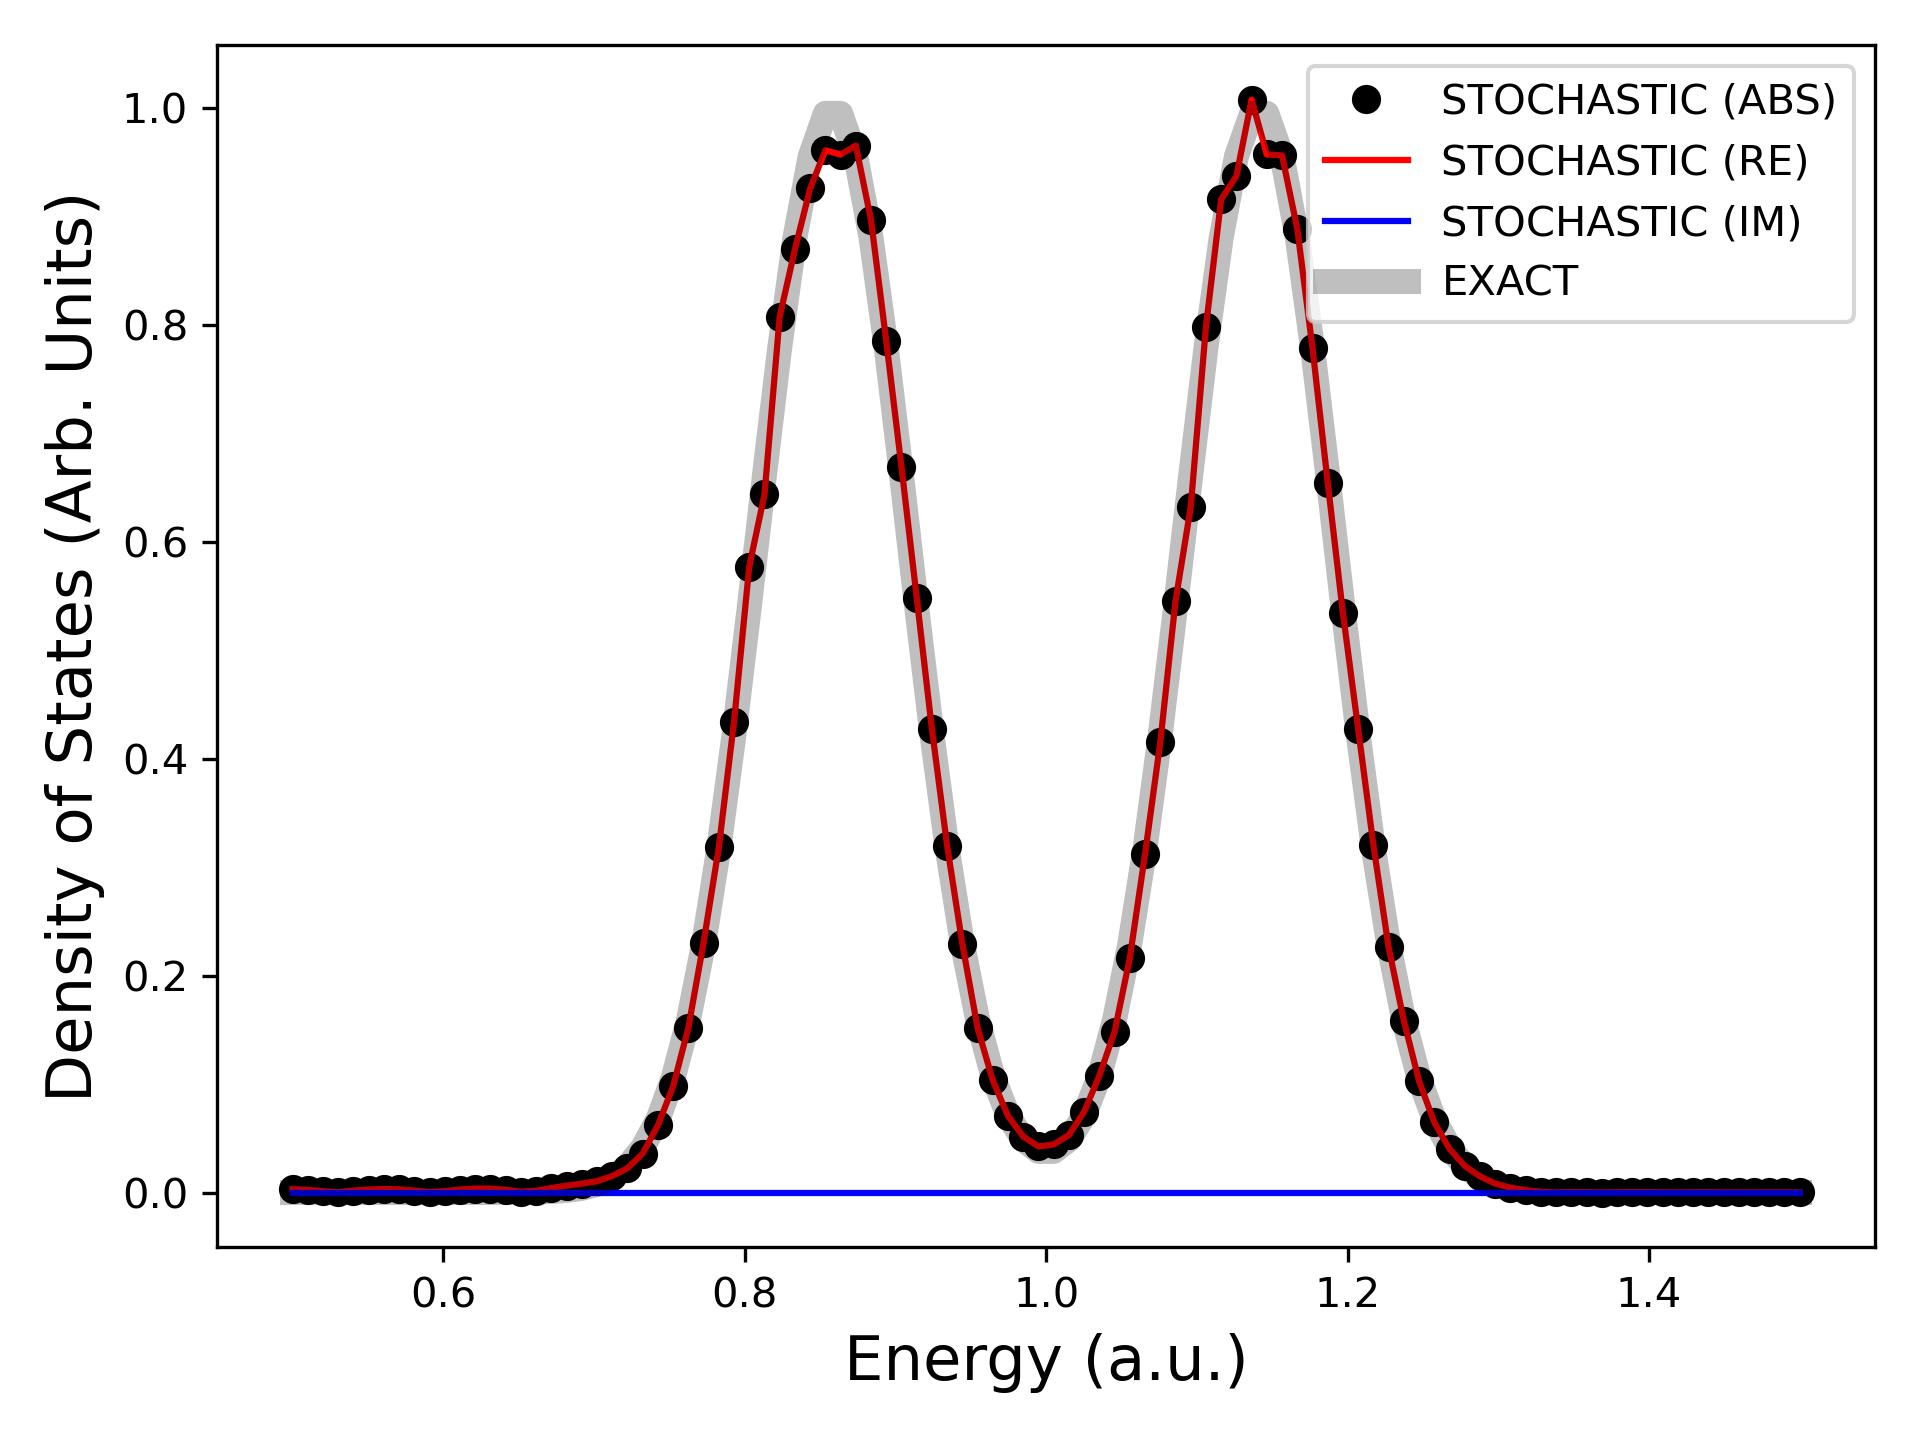 STOCHASTIC (ABS)
STOCHASTIC (RE)
STOCHASTIC (IM)
EXACT
Density of States (Arb. Units)
1.0
0.8
0.6
0.4
0.2
0.0
0.6 0.8 1.0 1.2 1.4
Energy (a.u.)